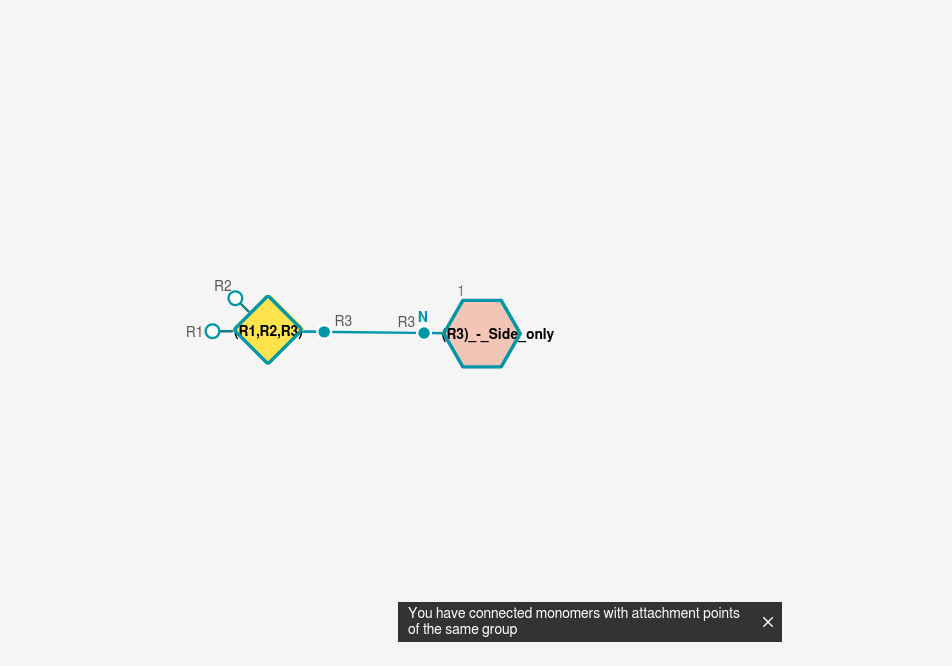 R2
1
R3
R3
N
R1
(R1,R2,R3)
(R3)_-_Side_only
You have connected monomers with attachment points
of the same group